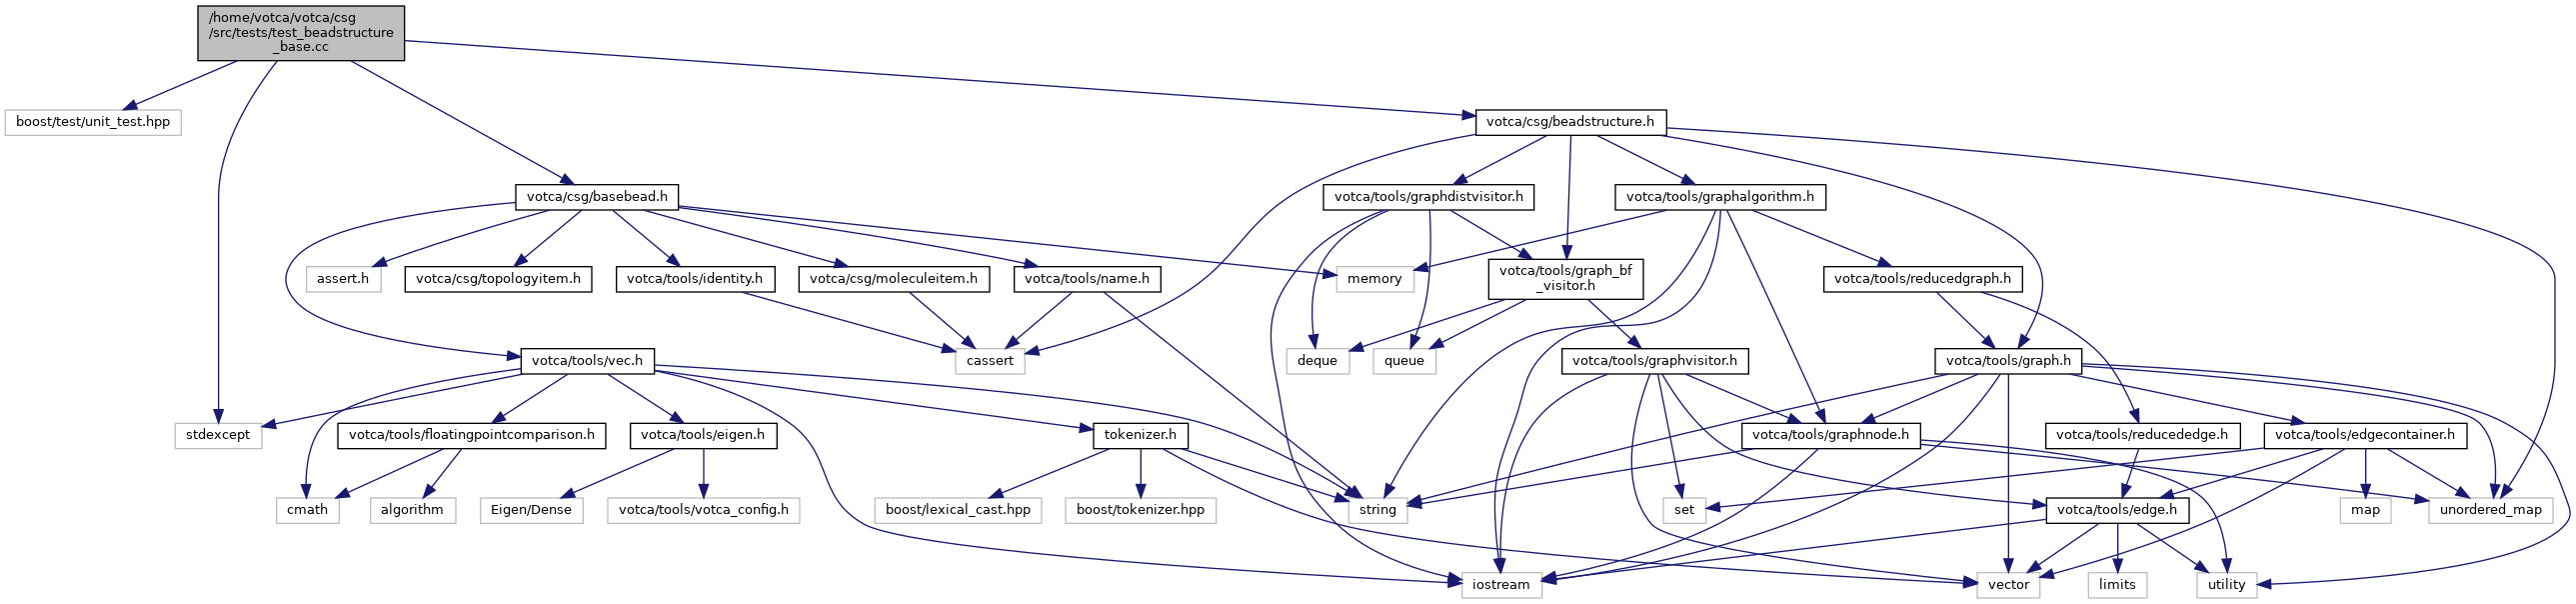 /home/votca/votca/csg
/src/tests/test_beadstructure
_base.cc
boost/test/unit_test.hpp
votca/csg/beadstructure.h
votca/csg/basebead.h
votca/tools/graphdistvisitor.h
votca/tools/graphalgorithm.h
assert.h
votca/csg/topologyitem.h
votca/tools/identity.h
votca/csg/moleculeitem.h
votca/tools/name.h
memory
votca/tools/graph_bf
_visitor.h
votca/tools/reducedgraph.h
votca/tools/vec.h
cassert
deque
queue
votca/tools/graphvisitor.h
votca/tools/graph.h
stdexcept
votca/tools/floatingpointcomparison.h
votca/tools/eigen.h
tokenizer.h
votca/tools/graphnode.h
votca/tools/reducededge.h
votca/tools/edgecontainer.h
cmath
algorithm
Eigen/Dense
votca/tools/votca_config.h
boost/lexical_cast.hpp
boost/tokenizer.hpp
string
set
votca/tools/edge.h
map
unordered_map
iostream
vector
limits
utility